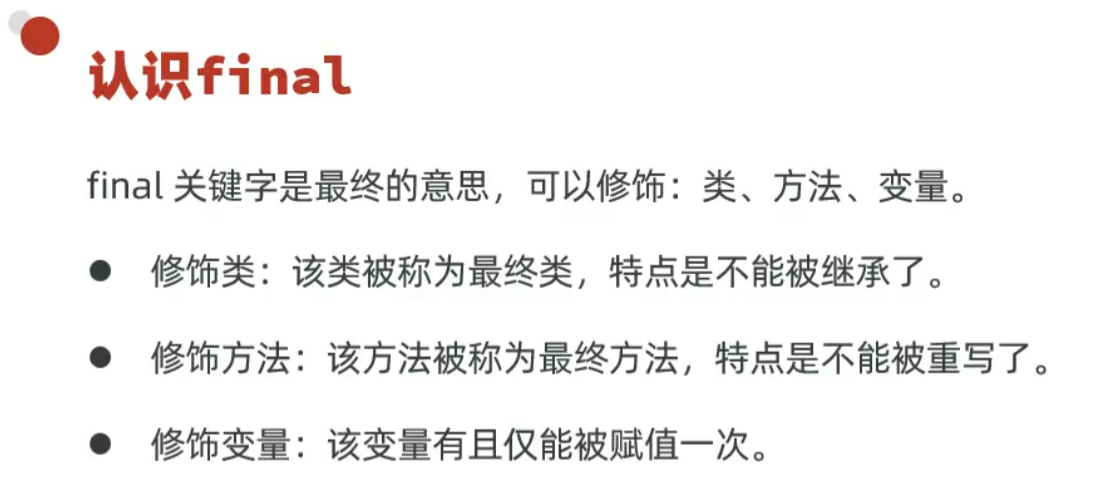 认识final
final 关键字是最终的意思，可以修饰：类、方法、变量。
● 修饰类：该类被称为最终类，特点是不能被继承了。
● 修饰方法：该方法被称为最终方法，特点是不能被重写了。
● 修饰变量：该变量有且仅能被赋值一次。